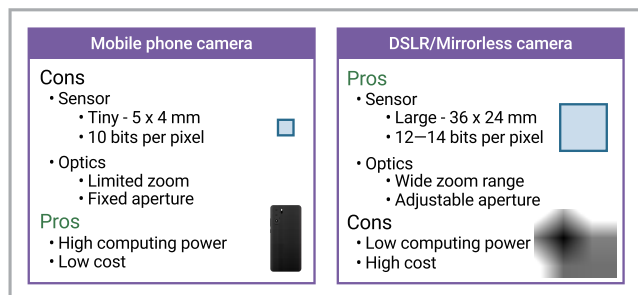 Mobile phone camera
Cons
• Sensor
• Tiny - 5 x 4 mm
• 10 bits per pixel
• Optics
• Limited zoom
• Fixed aperture
Pros
• High computing power
• Low cost
DSLR/Mirrorless camera
Pros
• Sensor
• Large - 36 x 24 mm
• 12–14 bits per pixel
• Optics
• Wide zoom range
• Adjustable aperture
Cons
• Low computing power
• High cost